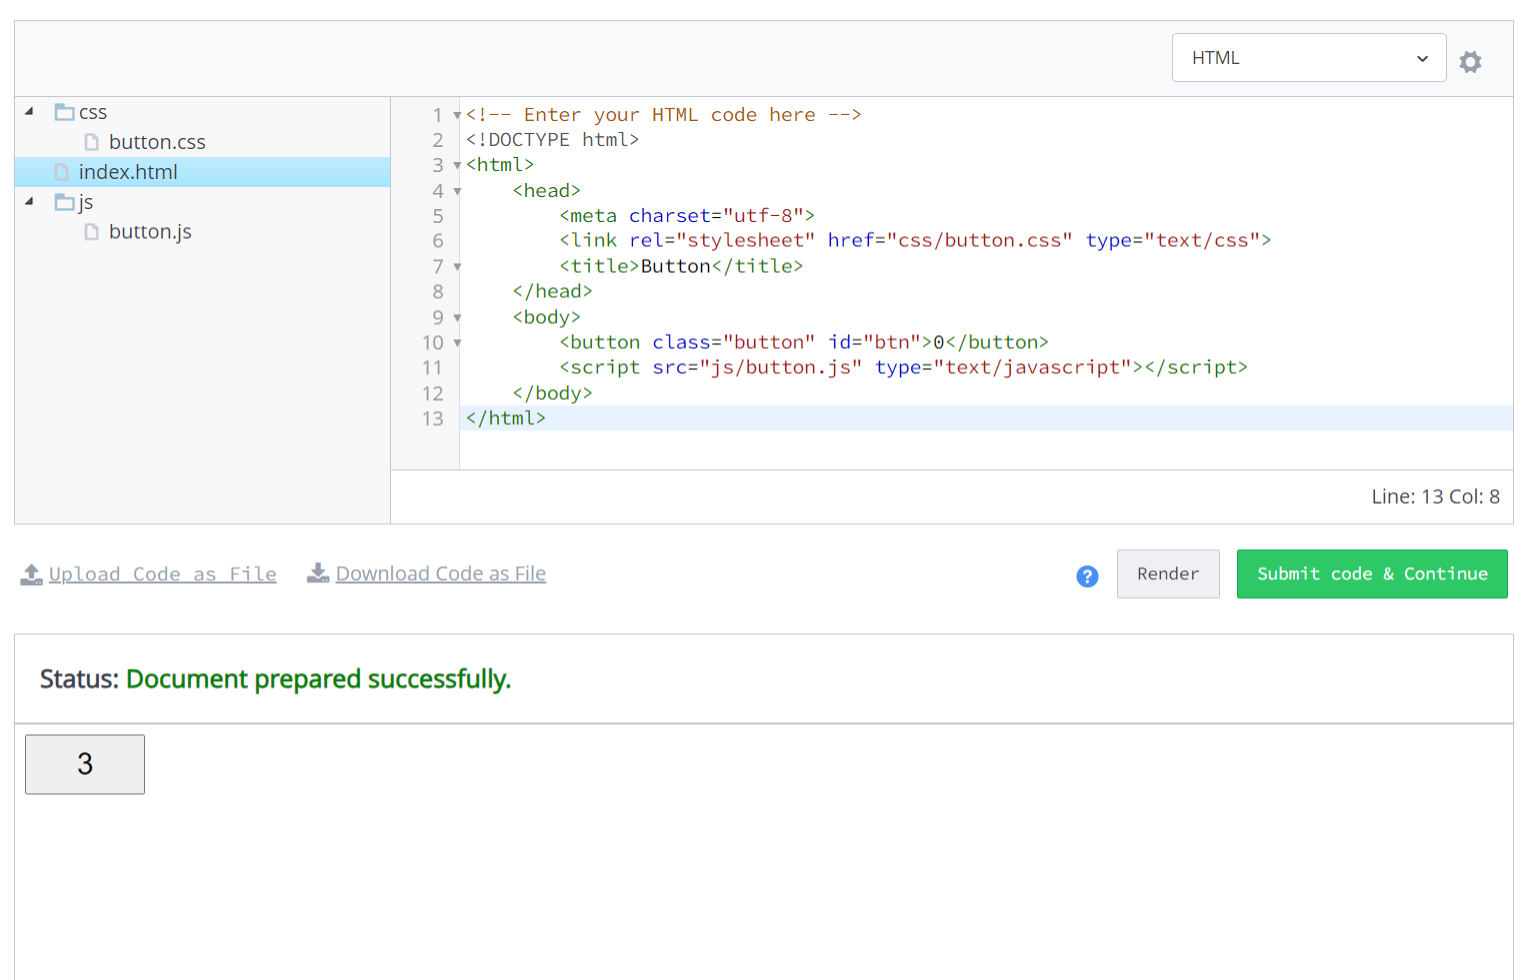 HTML
css
button.css
index.html
js
button.js
1 <!-- Enter your HTML code here -->
2 <!DOCTYPE html>
3 <html>
4     <head>
5         <meta charset="utf-8">
6         <link rel="stylesheet" href="css/button.css" type="text/css">
7         <title>Button</title>
8     </head>
9     <body>
10         <button class="button" id="btn">0</button>
11         <script src="js/button.js" type="text/javascript"></script>
12     </body>
13 </html>
Line: 13 Col: 8
Upload Code as File Download Code as File ? Render Submit code & Continue
Status: Document prepared successfully.
3